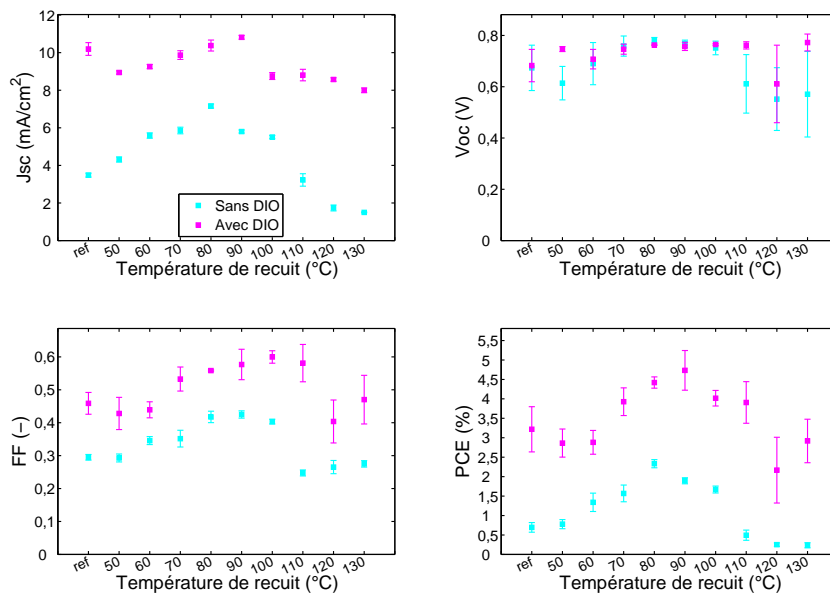 12
10
8
6
4
2
0
Jsc (mA/cm²)
Sans DIO
Avec DIO
ref 50 60 70 80 90 100 110 120 130
Température de recuit (°C)
0,8
0,6
0,4
0,2
0
Voc (V)
ref 50 60 70 80 90 100 110 120 130
Température de recuit (°C)
0,6
0,5
0,4
0,3
0,2
0,1
0
FF (−)
ref 50 60 70 80 90 100 110 120 130
Température de recuit (°C)
5,5
5
4,5
4
3,5
3
2,5
2
1,5
1
0,5
0
PCE (%)
ref 50 60 70 80 90 100 110 120 130
Température de recuit (°C)